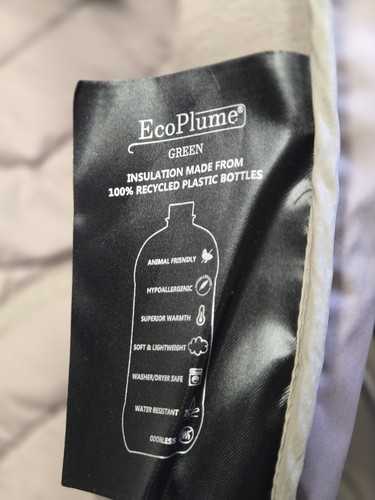 EcoPlume®
GREEN
INSULATION MADE FROM
100% RECYCLED PLASTIC BOTTLES
ANIMAL FRIENDLY
HYPOALLERGENIC
SUPERIOR WARMTH
SOFT & LIGHTWEIGHT
WASHER/DRYER SAFE
WATER RESISTANT
ODORLESS